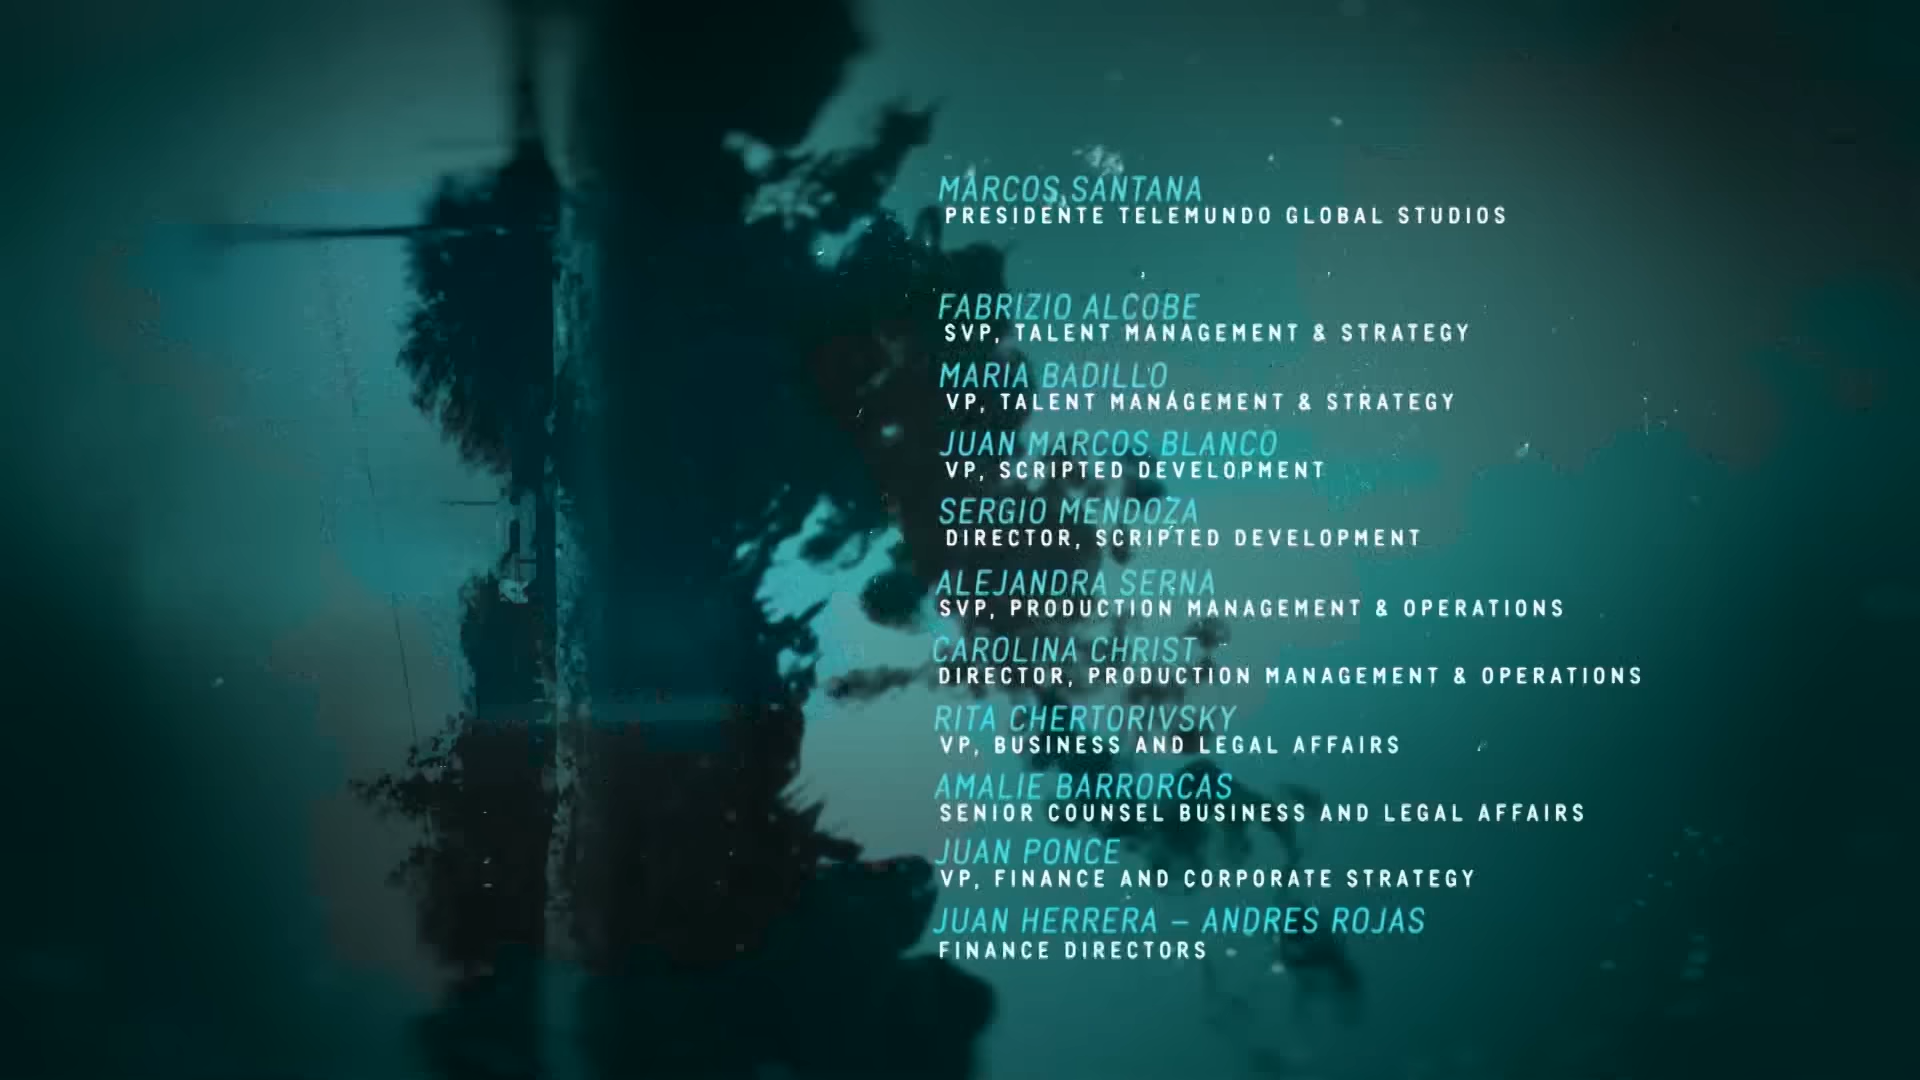 MARCOS SANTANA
PRESIDENTE TELEMUNDO GLOBAL STUDIOS
FABRIZIO ALCOBE
SVP, TALENT MANAGEMENT & STRATEGY
MARIA BADILLO
VP, TALENT MANAGEMENT & STRATEGY
JUAN MARCOS BLANCO
VP, SCRIPTED DEVELOPMENT
SERGIO MENDOZA
DIRECTOR, SCRIPTED DEVELOPMENT
ALEJANDRA SERNA
SVP, PRODUCTION MANAGEMENT & OPERATIONS
CAROLINA CHRIST
DIRECTOR, PRODUCTION MANAGEMENT & OPERATIONS
RITA CHERTORIVSKY
VP, BUSINESS AND LEGAL AFFAIRS
AMALIE BARRORCAS
SENIOR COUNSEL BUSINESS AND LEGAL AFFAIRS
JUAN PONCE
VP, FINANCE AND CORPORATE STRATEGY
JUAN HERRERA – ANDRES ROJAS
FINANCE DIRECTORS